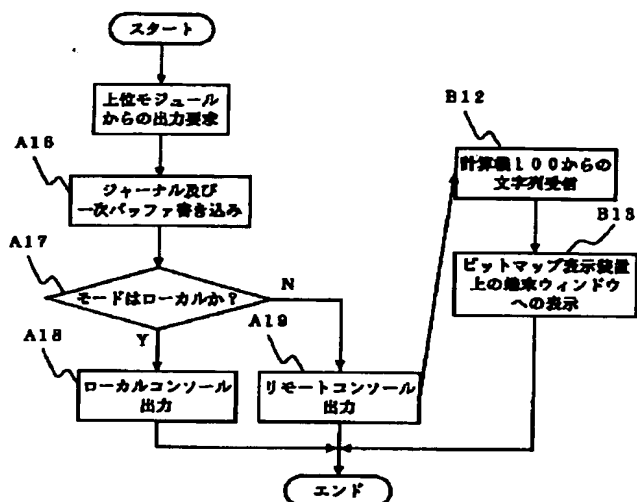 スタート
上位モジュール
からの出力要求
A16
ジャーナル及び
一次バッファ書き込み
A17
モードはローカルか？
N
Y
A18
ローカルコンソール
出力
A19
リモートコンソール
出力
B12
計算機１００からの
文字列受信
B13
ビットマップ表示装置
上の端末ウィンドウ
への表示
エンド